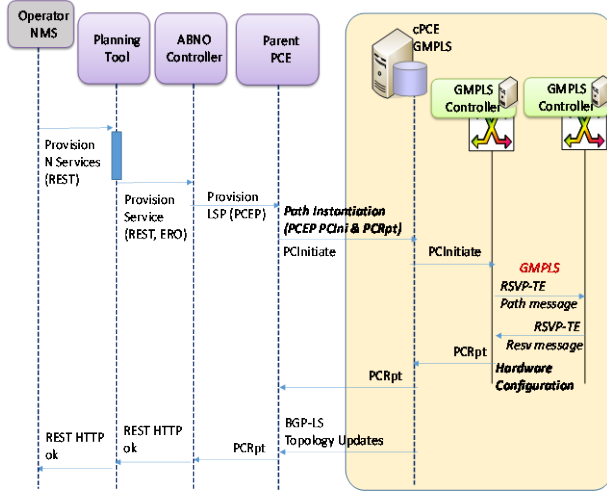 Operator
NMS
Planning
Tool
ABNO
Controller
Parent
PCE
cPCE
GMPLS
GMPLS
Controller
GMPLS
Controller
Provision
N Services
(REST)
Provision
Service
(REST, ERO)
Provision
LSP (PCEP)
Path Instantiation
(PCEP PCIni & PCRpt)
PCInitiate
PCInitiate
GMPLS
RSVP-TE
Path message
RSVP-TE
Resv message
PCRpt
Hardware
Configuration
PCRpt
BGP-LS
Topology Updates
PCRpt
REST HTTP
ok
REST HTTP
ok